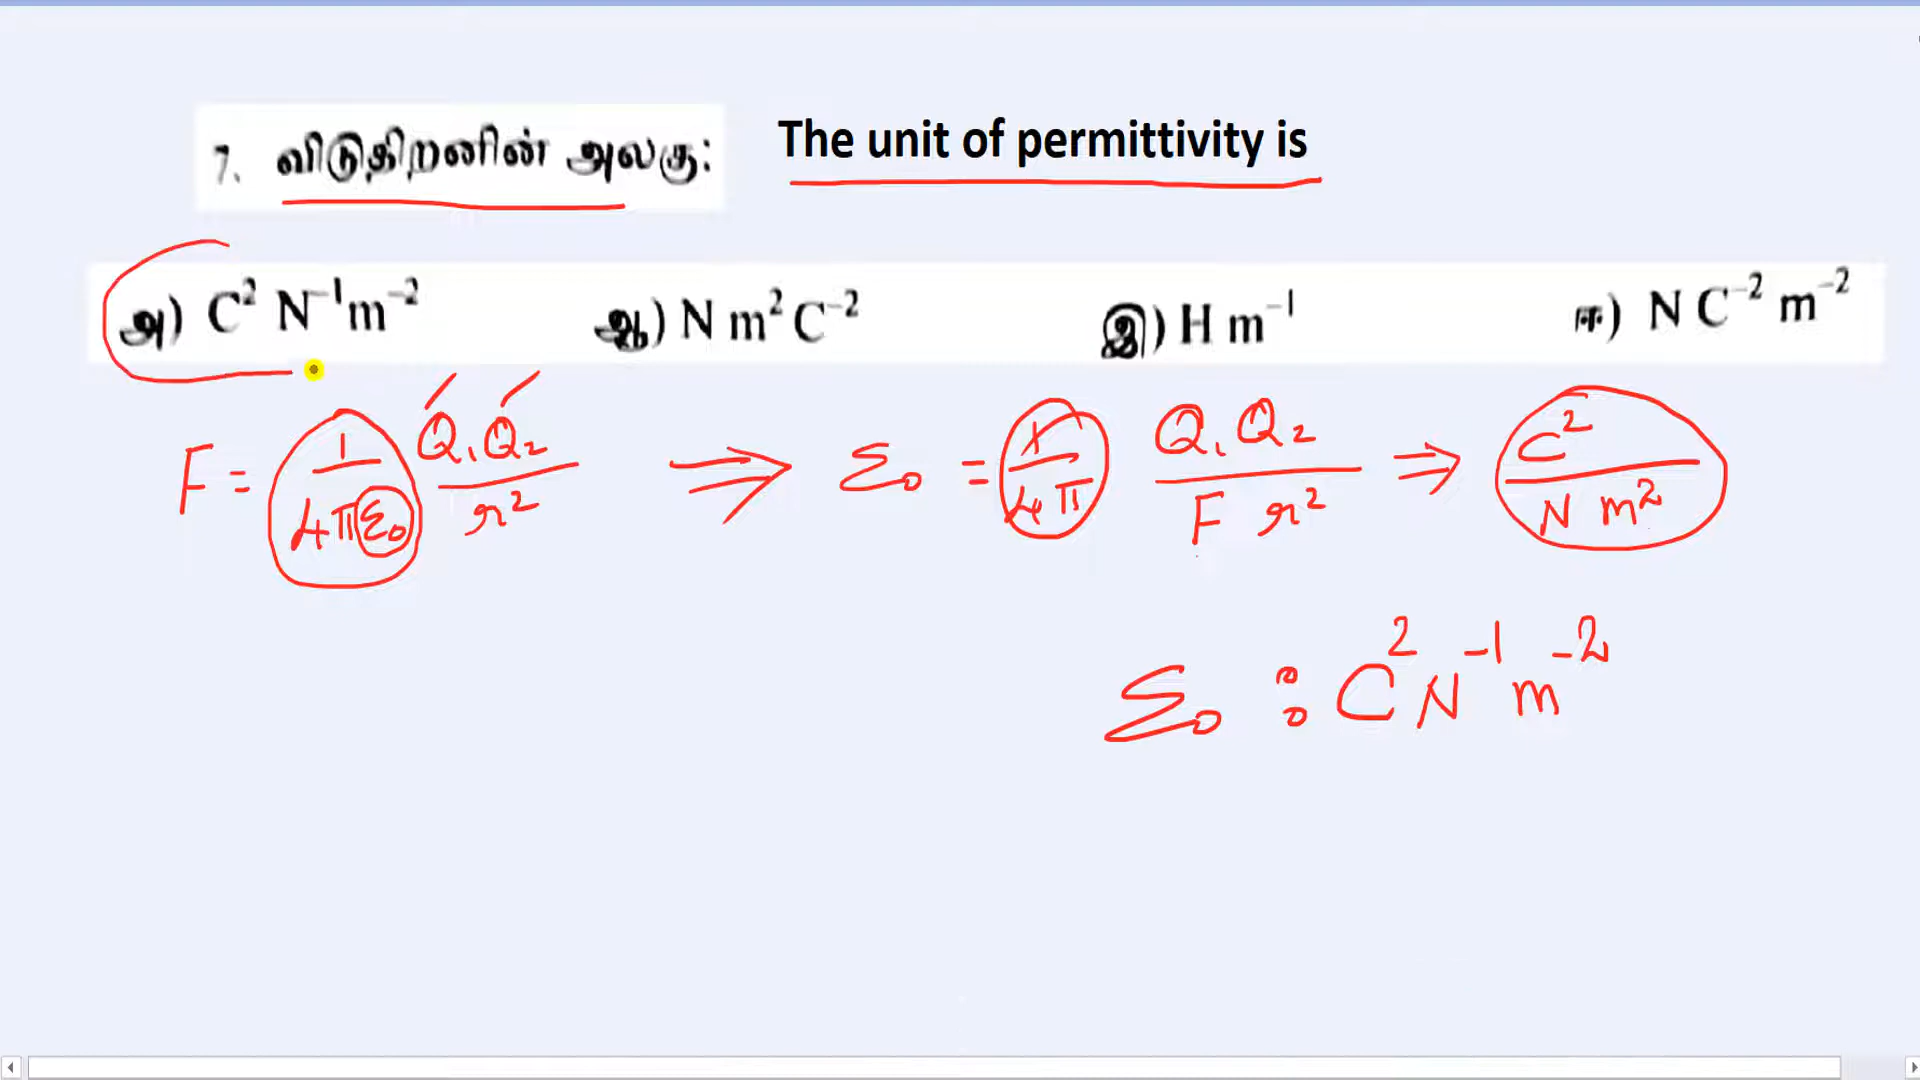 7. விடுதிறனின் அலகு: The unit of permittivity is
அ) C² N⁻¹m⁻² ஆ) N m² C⁻² இ) H m⁻¹ ஈ) N C⁻² m⁻²
F = 1/4πε₀ Q₁Q₂/r² ⇒ ε₀ = 1/4π Q₁Q₂/F r² ⇒ C²/N m²
ε₀ : C² N⁻¹ m⁻²